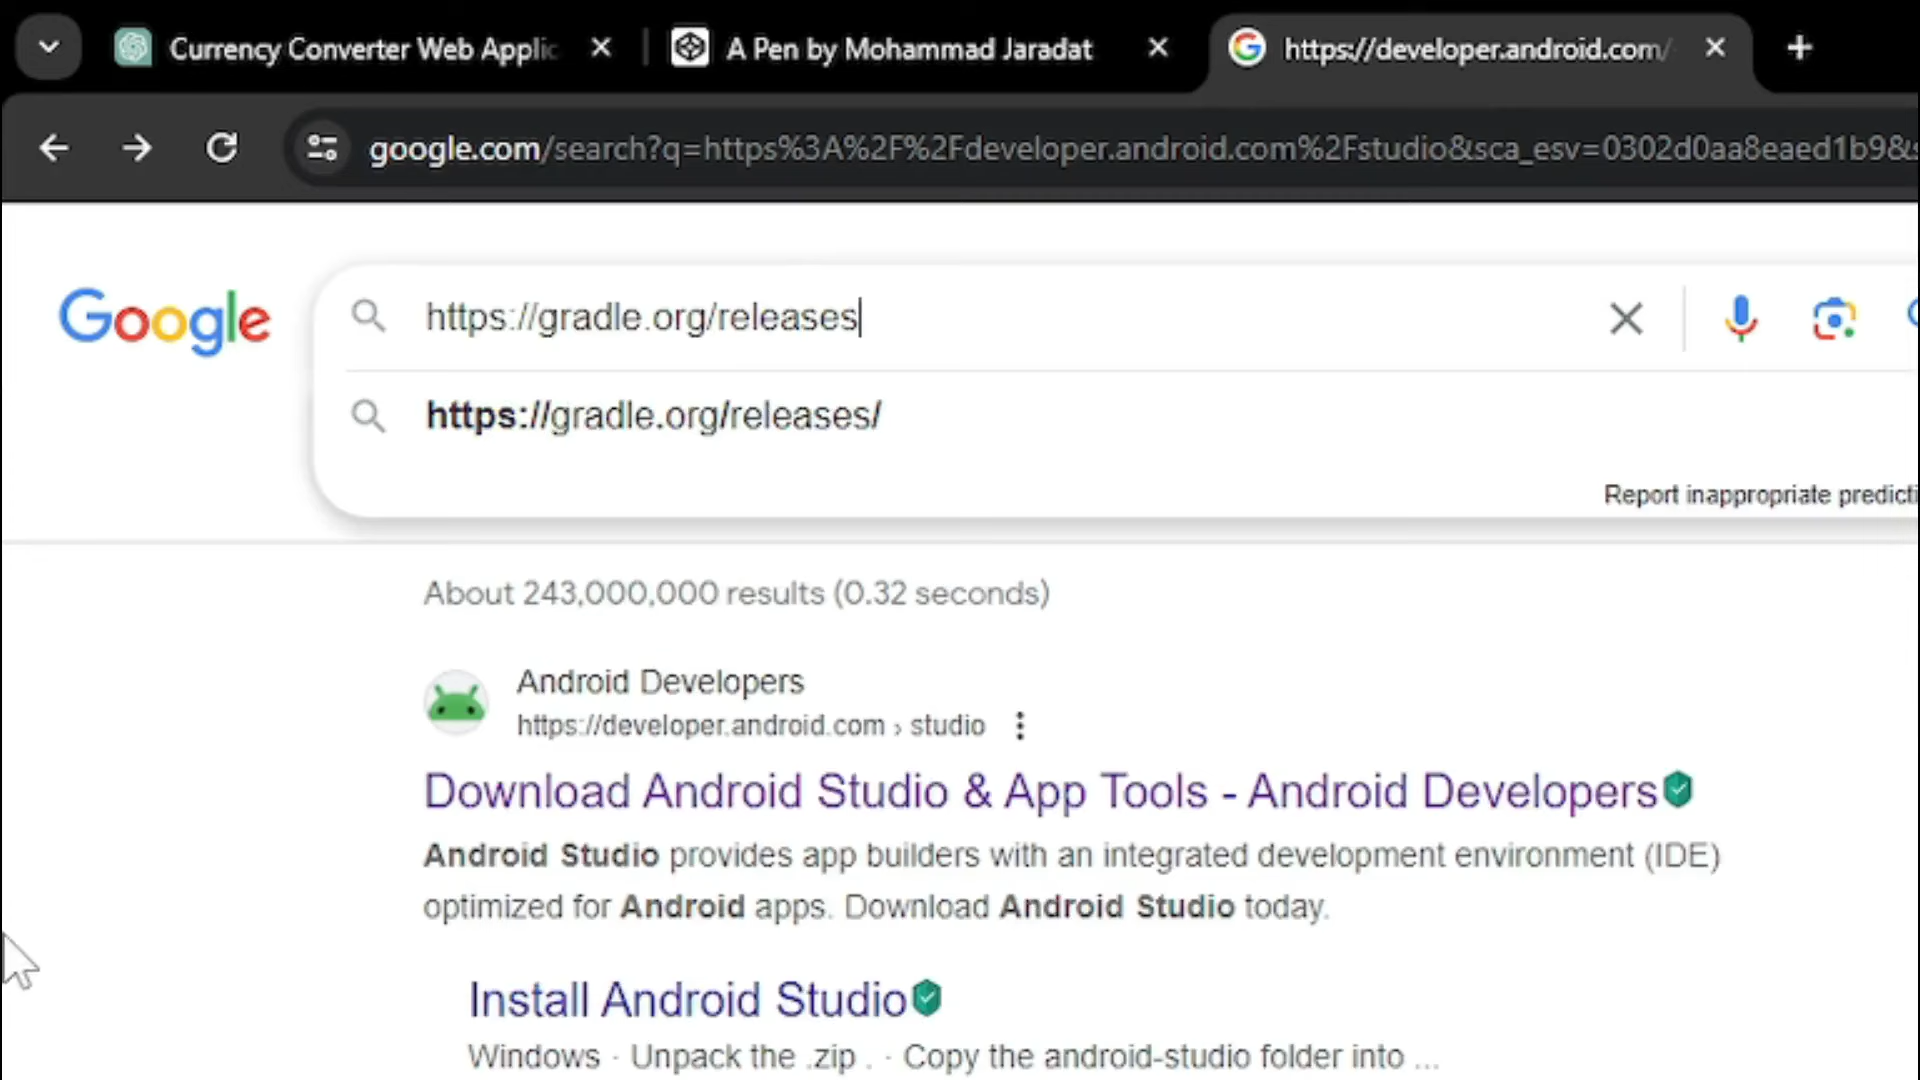 Currency Converter Web Applic
A Pen by Mohammad Jaradat
https://developer.android.com/
google.com/search?q=https%3A%2F%2Fdeveloper.android.com%2Fstudio&sca_esv=0302d0aa8eaed1b9&s
Google
https://gradle.org/releases
https://gradle.org/releases/
Report inappropriate predicti
About 243,000,000 results (0.32 seconds)
Android Developers
https://developer.android.com › studio
Download Android Studio & App Tools - Android Developers
Android Studio provides app builders with an integrated development environment (IDE)
optimized for Android apps. Download Android Studio today.
Install Android Studio
Windows · Unpack the .zip . · Copy the android-studio folder into ...